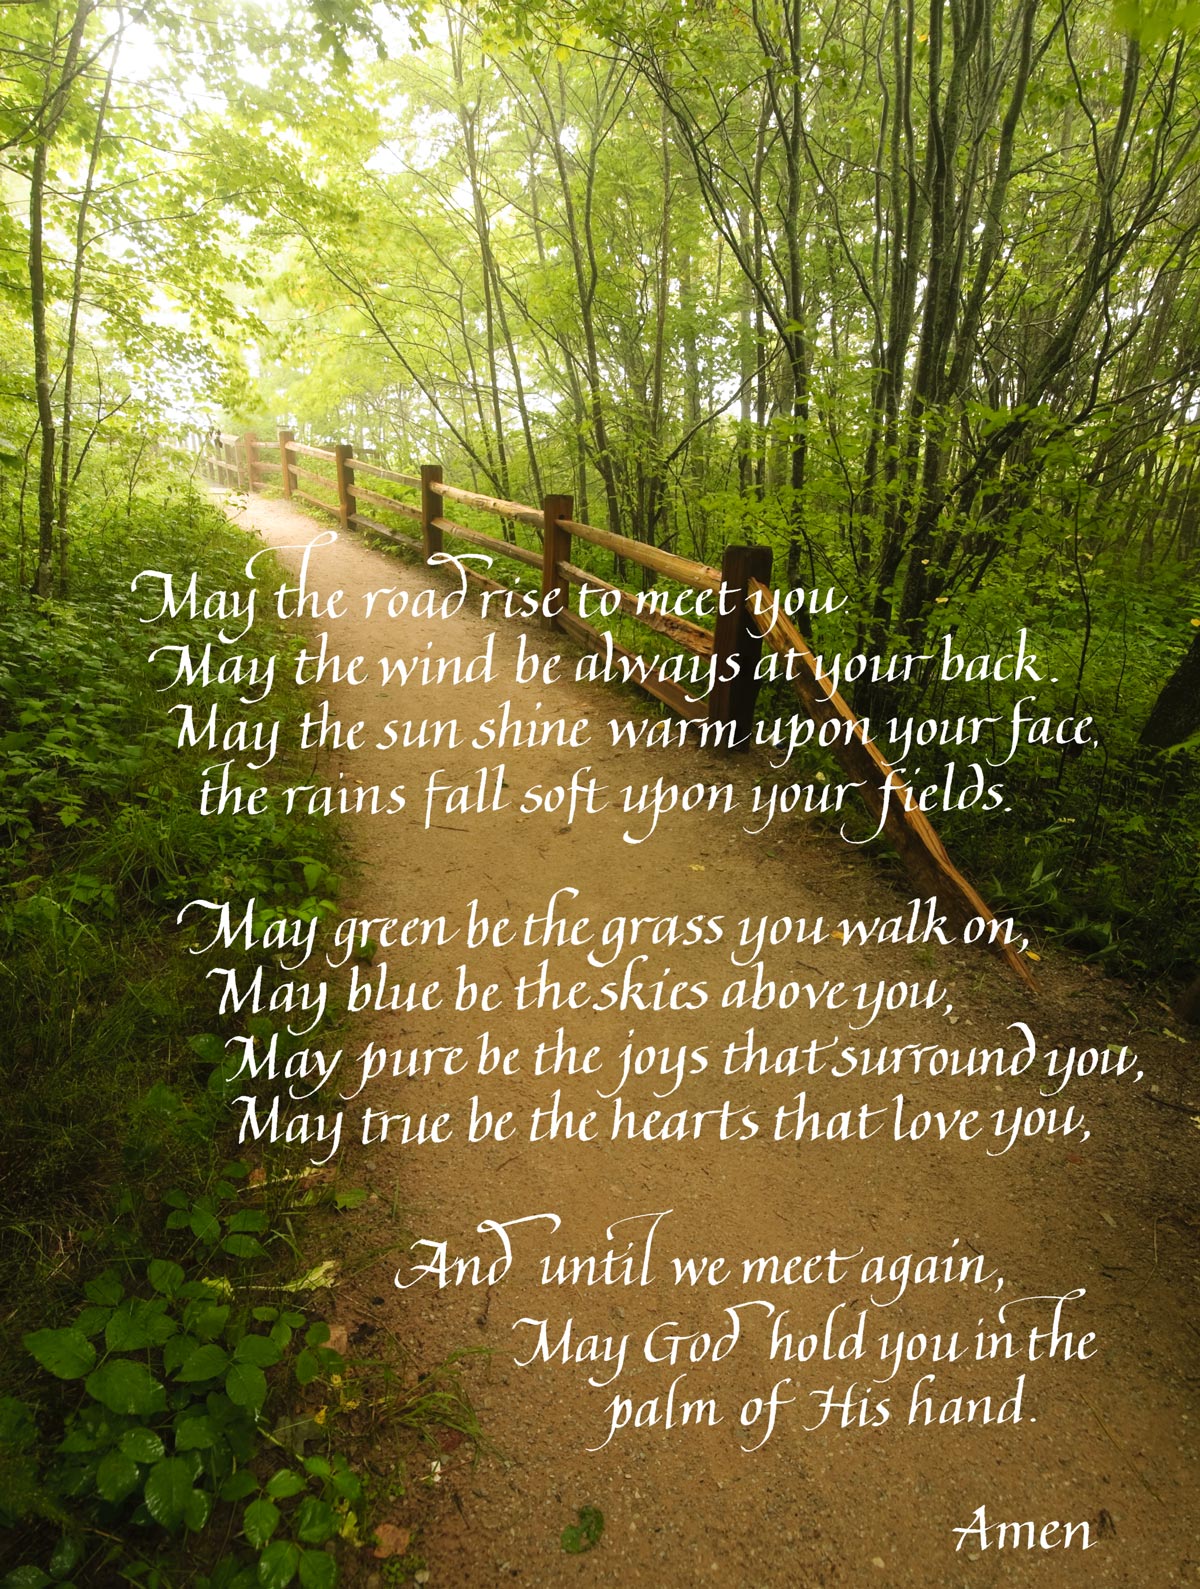 May the road rise to meet you.
May the wind be always at your back.
May the sun shine warm upon your face,
the rains fall soft upon your fields.
May green be the grass you walk on,
May blue be the skies above you,
May pure be the joys that surround you,
May true be the hearts that love you,
And until we meet again,
May God hold you in the
palm of His hand.
Amen